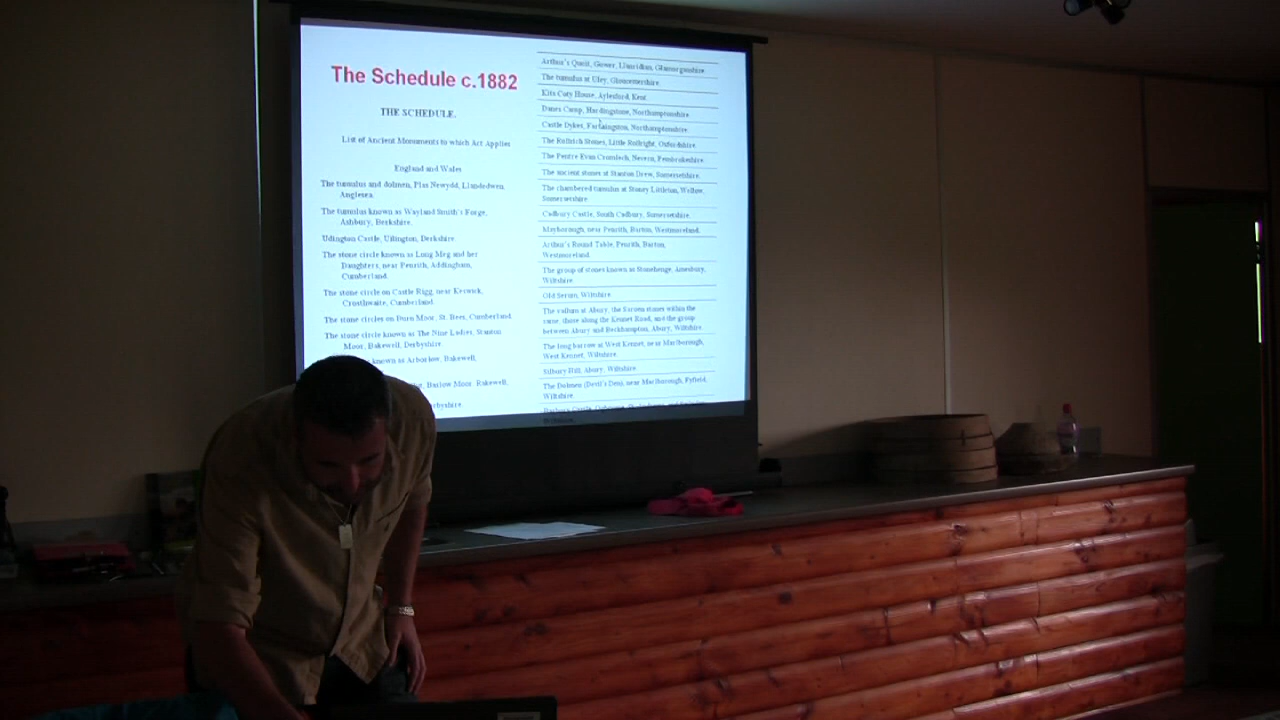 The Schedule c.1882
THE SCHEDULE.
List of Ancient Monuments to which Act Applies
England and Wales
The tumulus and dolmen, Plas Newydd, Llandedwen,
Anglesea.
The tumulus known as Wayland Smith's Forge,
Ashbury, Berkshire.
Uffington Castle, Uffington, Berkshire.
The stone circle known as Long Meg and her
Daughters, near Penrith, Addingham,
Cumberland.
The stone circle on Castle Rigg, near Keswick,
Crosthwaite, Cumberland.
The stone circles on Burn Moor, St. Bees, Cumberland.
The stone circle known as The Nine Ladies, Stanton
Moor, Bakewell, Derbyshire.
known as Arborlow, Bakewell,
Barlow Moor, Bakewell,
Arthur's Quoit, Gower, Llanridian, Glamorganshire.
The tumulus at Uley, Gloucestershire.
Kits Coty House, Aylesford, Kent.
Danes Camp, Hardingstone, Northamptonshire.
Castle Dykes, Farthingston, Northamptonshire.
The Rollrich Stones, Little Rollright, Oxfordshire.
The Pentre Evan Cromlech, Nevern, Pembrokeshire.
The ancient stones at Stanton Drew, Somersetshire.
The chambered tumulus at Stoney Littleton, Wellow,
Somersetshire.
Cadbury Castle, South Cadbury, Somersetshire.
Mayborough, near Penrith, Barton, Westmoreland.
Arthur's Round Table, Penrith, Barton,
Westmoreland.
The group of stones known as Stonehenge, Amesbury,
Wiltshire.
Old Sarum, Wiltshire.
The vallum at Abury, the Sarcen stones within the
same, those along the Kennet Road, and the group
between Abury and Beckhampton, Abury, Wiltshire.
The long barrow at West Kennet, near Marlborough,
West Kennet, Wiltshire.
Silbury Hill, Abury, Wiltshire.
The Dolmen (Devil's Den), near Marlborough, Fyfield,
Wiltshire.
Barbury Castle,
Wiltshire.